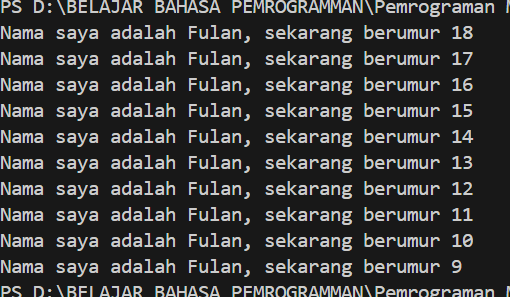 PS D:\BELAJAR BAHASA PEMROGRAMMAN\Pemrograman
Nama saya adalah Fulan, sekarang berumur 18
Nama saya adalah Fulan, sekarang berumur 17
Nama saya adalah Fulan, sekarang berumur 16
Nama saya adalah Fulan, sekarang berumur 15
Nama saya adalah Fulan, sekarang berumur 14
Nama saya adalah Fulan, sekarang berumur 13
Nama saya adalah Fulan, sekarang berumur 12
Nama saya adalah Fulan, sekarang berumur 11
Nama saya adalah Fulan, sekarang berumur 10
Nama saya adalah Fulan, sekarang berumur 9
PS D:\BELAJAR BAHASA PEMROGRAMMAN\Pemrograman